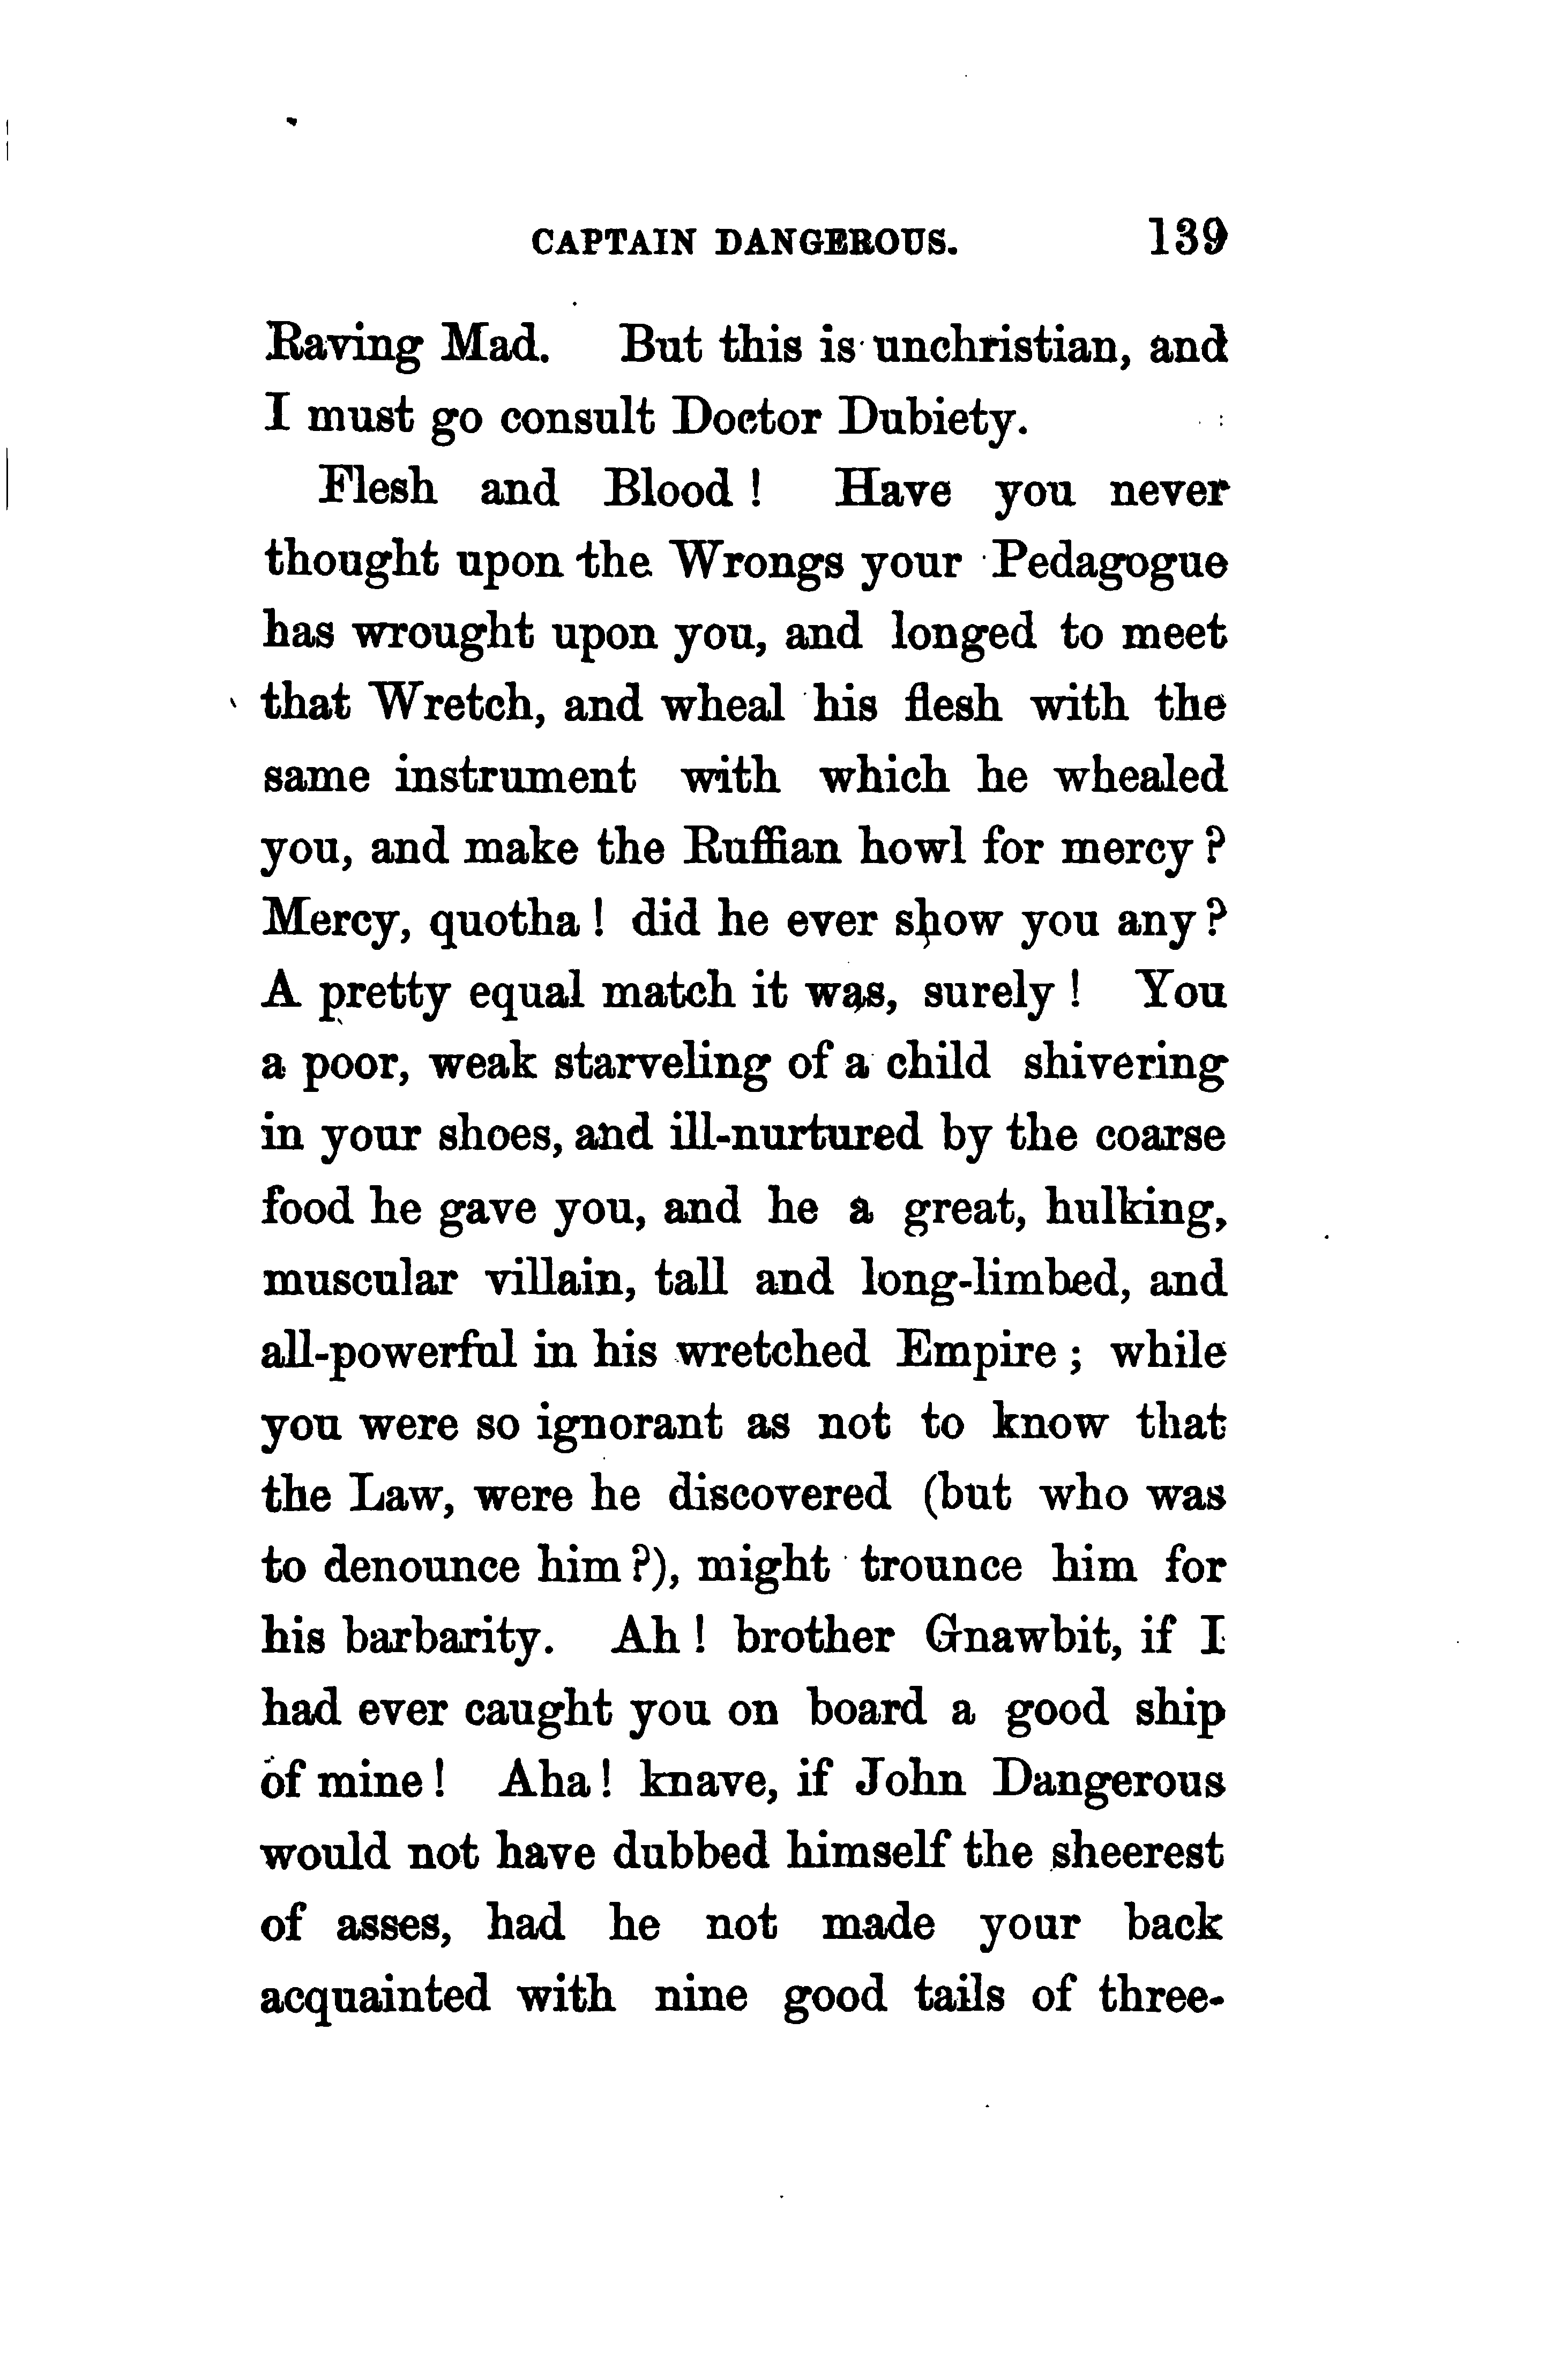 CAPTAIN DANGEROUS. 139
Raving Mad. But this is unchristian, and
I must go consult Doctor Dubiety.
Flesh and Blood ! Have you never
thought upon the Wrongs your Pedagogue
has wrought upon you, and longed to meet
that Wretch, and wheal his flesh with the
same instrument with which he whealed
you, and make the Ruffian howl for mercy ?
Mercy, quotha ! did he ever show you any ?
A pretty equal match it was, surely ! You
a poor, weak starveling of a child shivering
in your shoes, and ill-nurtured by the coarse
food he gave you, and he a great, hulking,
muscular villain, tall and long-limbed, and
all-powerful in his wretched Empire ; while
you were so ignorant as not to know that
the Law, were he discovered (but who was
to denounce him ?), might trounce him for
his barbarity. Ah ! brother Gnawbit, if I
had ever caught you on board a good ship
of mine ! Aha ! knave, if John Dangerous
would not have dubbed himself the sheerest
of asses, had he not made your back
acquainted with nine good tails of three-